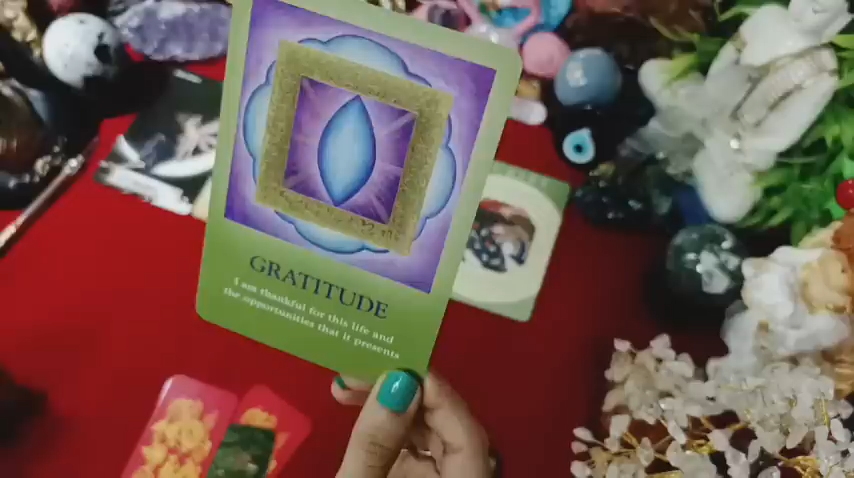 GRATITUDE
I am thankful for this life and
the opportunities that it presents